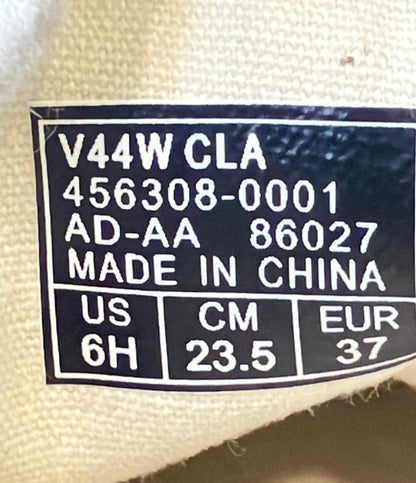 V44W CLA
456308-0001
AD-AA 86027
MADE IN CHINA
US CM EUR
6H 23.5 37